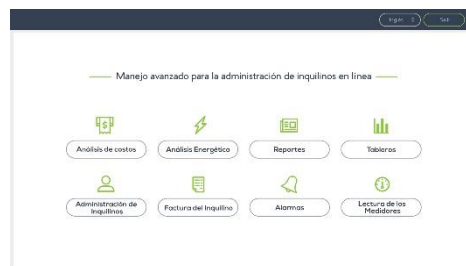 Salir
Manejo avanzado para la administración de inquilinos en línea
Análisis de costos
Análisis Energético
Reportes
Tableros
Administración de
Inquilinos
Factura del Inquilino
Alarmas
Lectura de los
Medidores